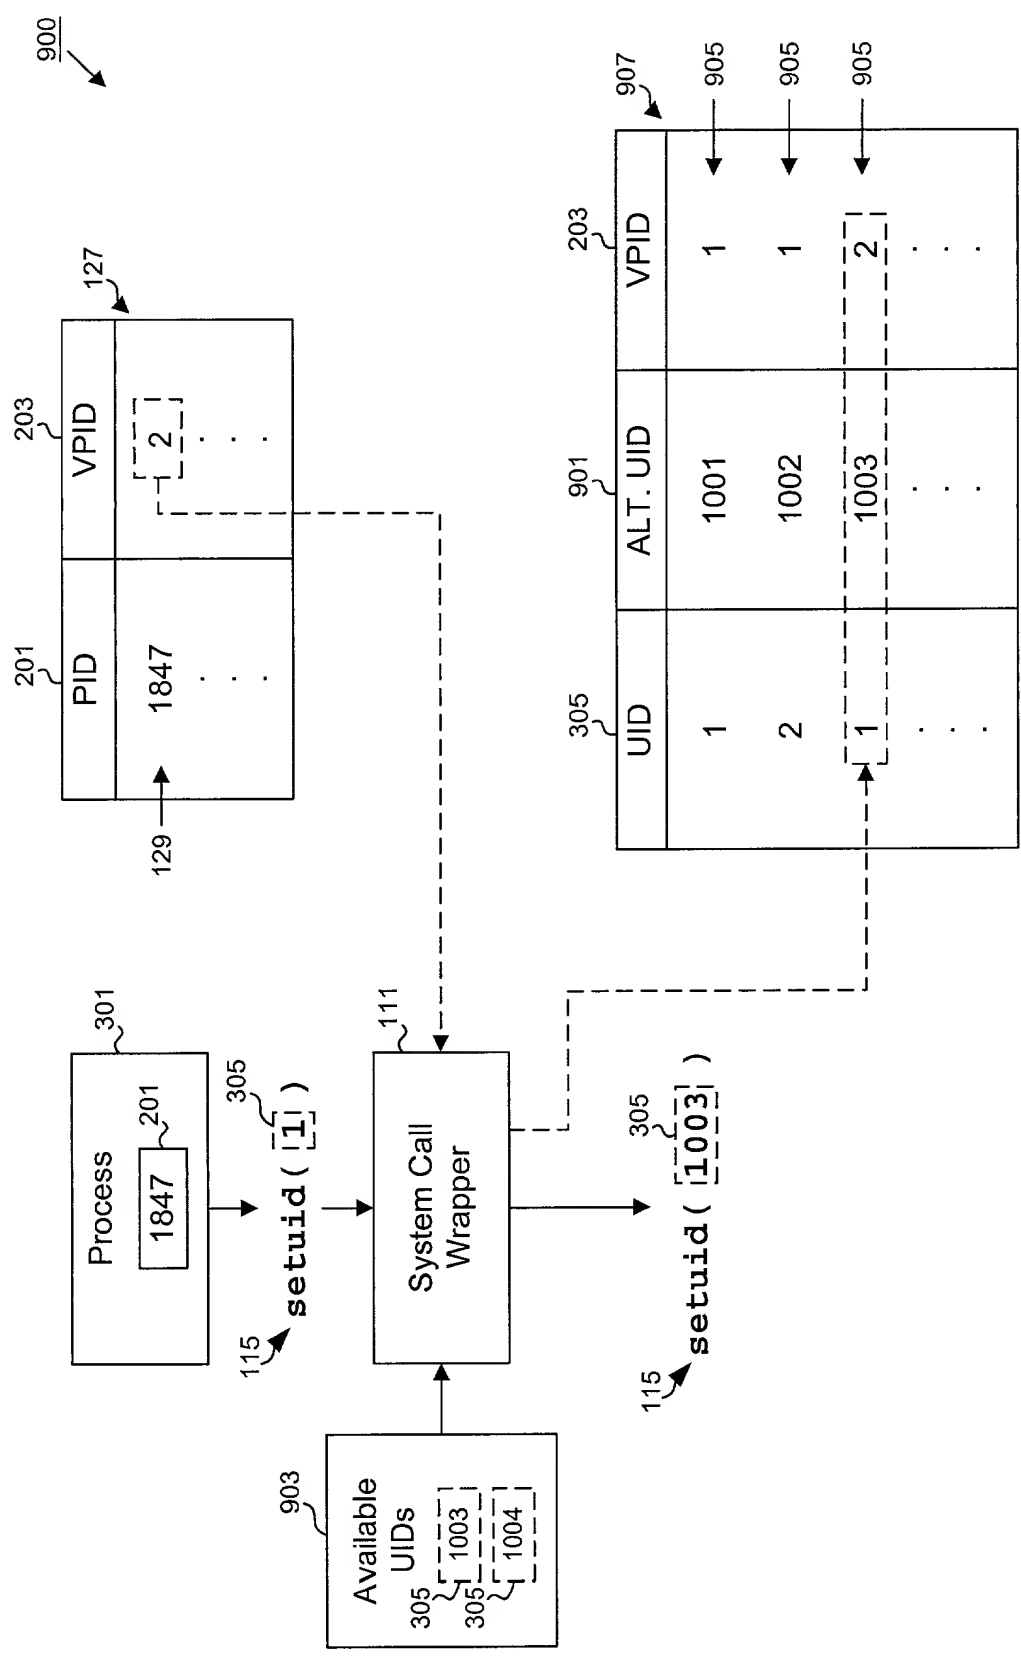 900
301
Process
201
1847
115
setuid( 1 )
305
903
Available
UIDs
305
1003
305
1004
111
System Call
Wrapper
115
setuid( 1003 )
305
127
201
203
PID
VPID
129
1847
2
. . .
. . .
907
305
901
203
UID
ALT. UID
VPID
1
1001
1
905
2
1002
1
905
1
1003
2
905
. . .
. . .
. . .